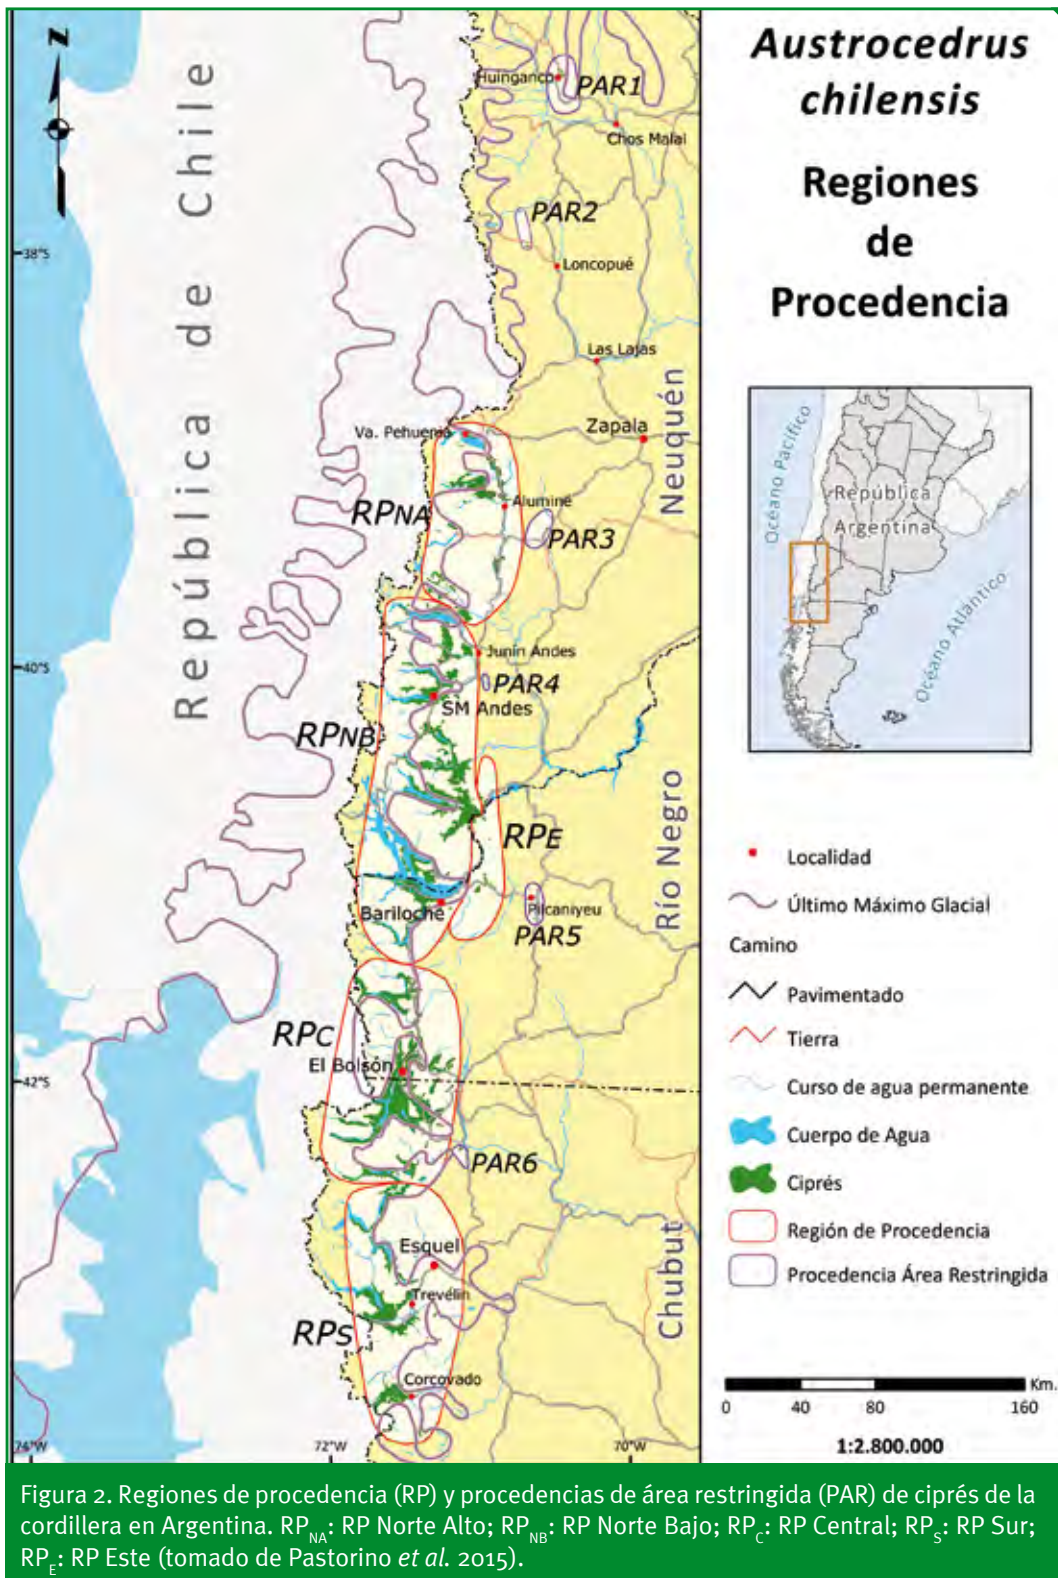 Austrocedrus
chilensis
Regiones
de
Procedencia
N
República de Chile
Huinganco
PAR1
Chos Malal
PAR2
38°S
Loncopué
Las Lajas
Neuquén
Va. Pehuenia
Zapala
RPNA
Aluminé
PAR3
40°S
Junín Andes
PAR4
SM Andes
RPNB
Río Negro
RPE
Bariloche
Pilcaniyeu
PAR5
RPC
El Bolsón
42°S
PAR6
Chubut
Esquel
Trevélin
RPS
Corcovado
74°W
72°W
70°W
Océano Pacífico
República
Argentina
Océano Atlántico
Localidad
Último Máximo Glacial
Camino
Pavimentado
Tierra
Curso de agua permanente
Cuerpo de Agua
Ciprés
Región de Procedencia
Procedencia Área Restringida
Km.
0 40 80 160
1:2.800.000
Figura 2. Regiones de procedencia (RP) y procedencias de área restringida (PAR) de ciprés de la
cordillera en Argentina. RPNA: RP Norte Alto; RPNB: RP Norte Bajo; RPC: RP Central; RPS: RP Sur;
RPE: RP Este (tomado de Pastorino et al. 2015).